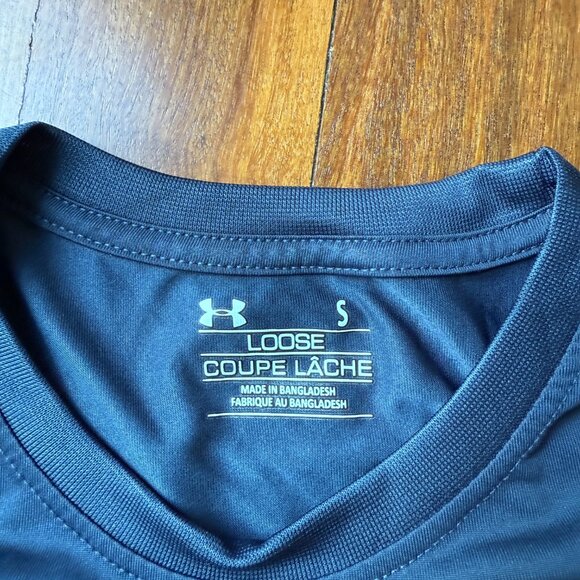 S
LOOSE
COUPE LÂCHE
MADE IN BANGLADESH
FABRIQUE AU BANGLADESH